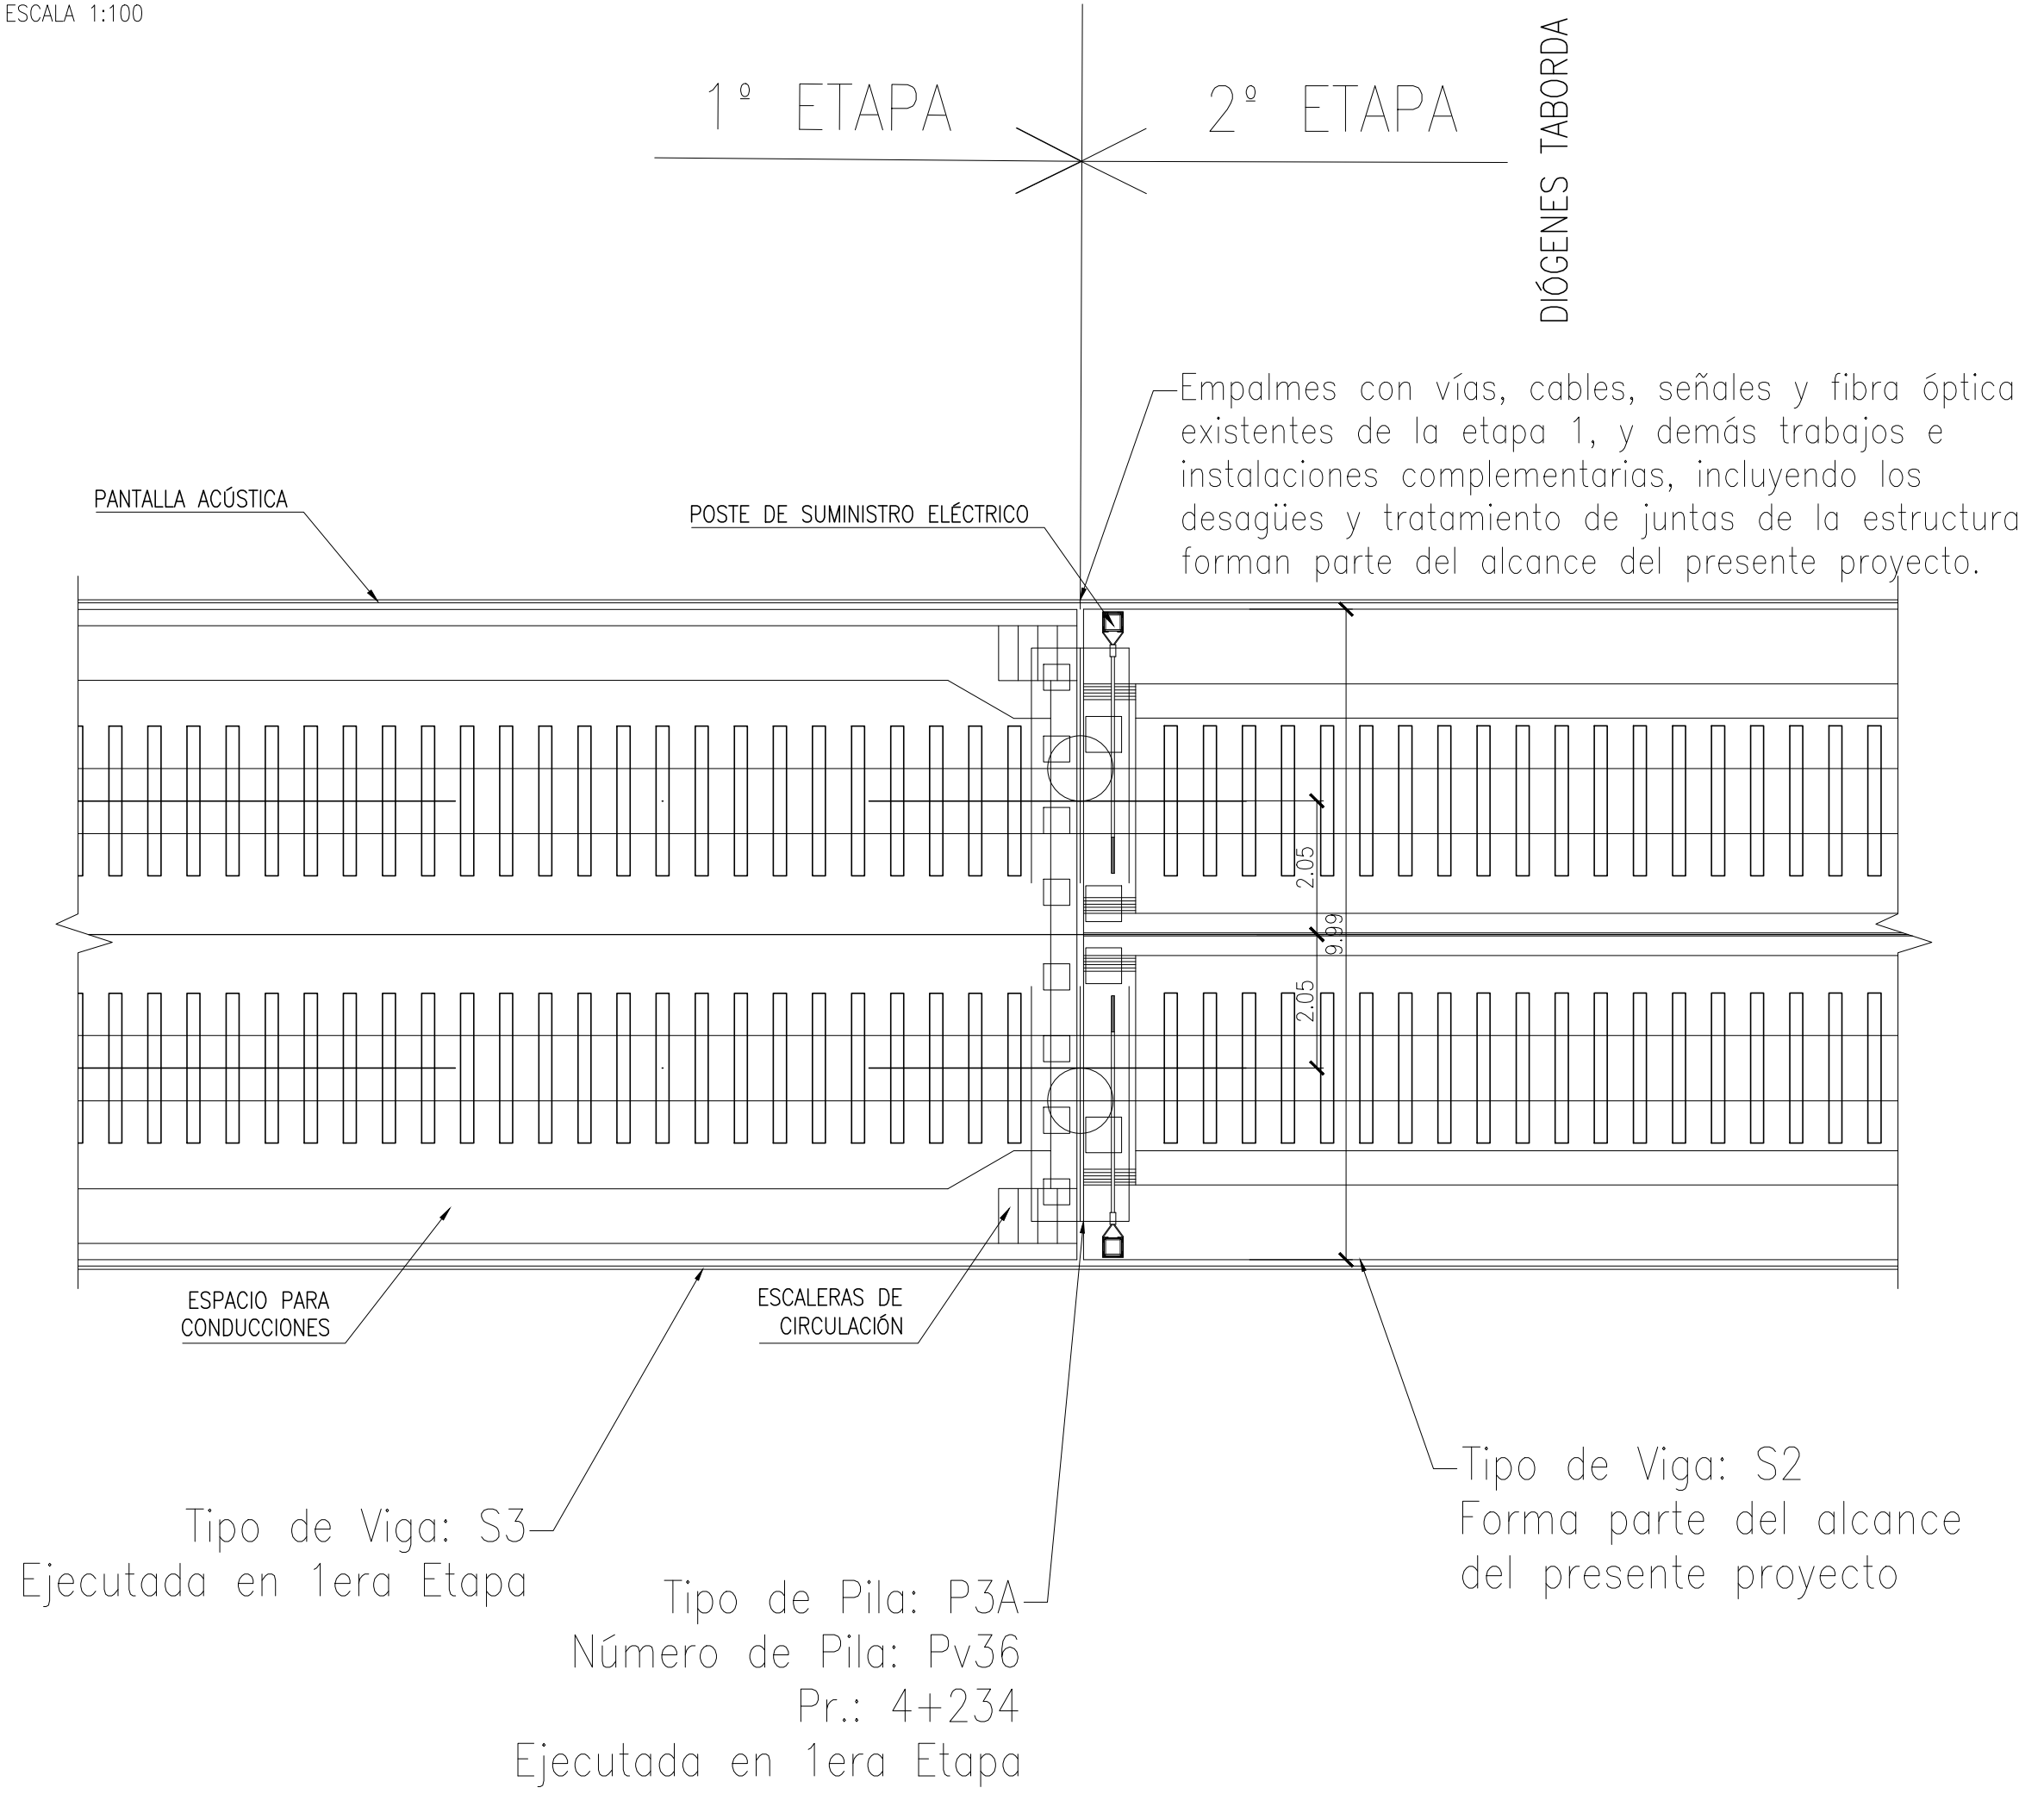 ESCALA 1:100
1º ETAPA
2º ETAPA
DIÓGENES TABORDA
Empalmes con vías, cables, señales y fibra óptica
existentes de la etapa 1, y demás trabajos e
instalaciones complementarias, incluyendo los
desagües y tratamiento de juntas de la estructura
forman parte del alcance del presente proyecto.
PANTALLA ACÚSTICA
POSTE DE SUMINISTRO ELÉCTRICO
2.05
9.99
2.05
ESPACIO PARA
CONDUCCIONES
ESCALERAS DE
CIRCULACIÓN
Tipo de Viga: S2
Forma parte del alcance
del presente proyecto
Tipo de Viga: S3
Ejecutada en 1era Etapa
Tipo de Pila: P3A
Número de Pila: Pv36
Pr.: 4+234
Ejecutada en 1era Etapa